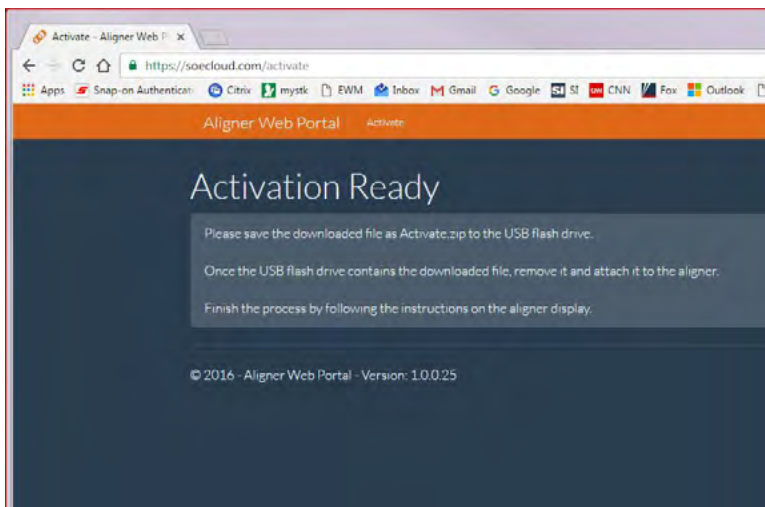 Activate - Aligner Web P
https://soecloud.com/activate
Apps Snap-on Authenticat Citrix mystk EWM Inbox Gmail Google SI SI CNN Fox Outlook
Aligner Web Portal Activate
Activation Ready
Please save the downloaded file as Activate.zip to the USB flash drive.
Once the USB flash drive contains the downloaded file, remove it and attach it to the aligner.
Finish the process by following the instructions on the aligner display.
© 2016 - Aligner Web Portal - Version: 1.0.0.25